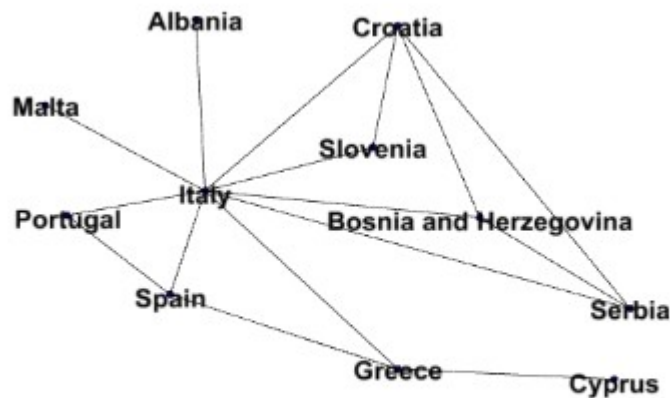 Albania
Croatia
Malta
Slovenia
Italy
Portugal
Bosnia and Herzegovina
Spain
Serbia
Greece
Cyprus